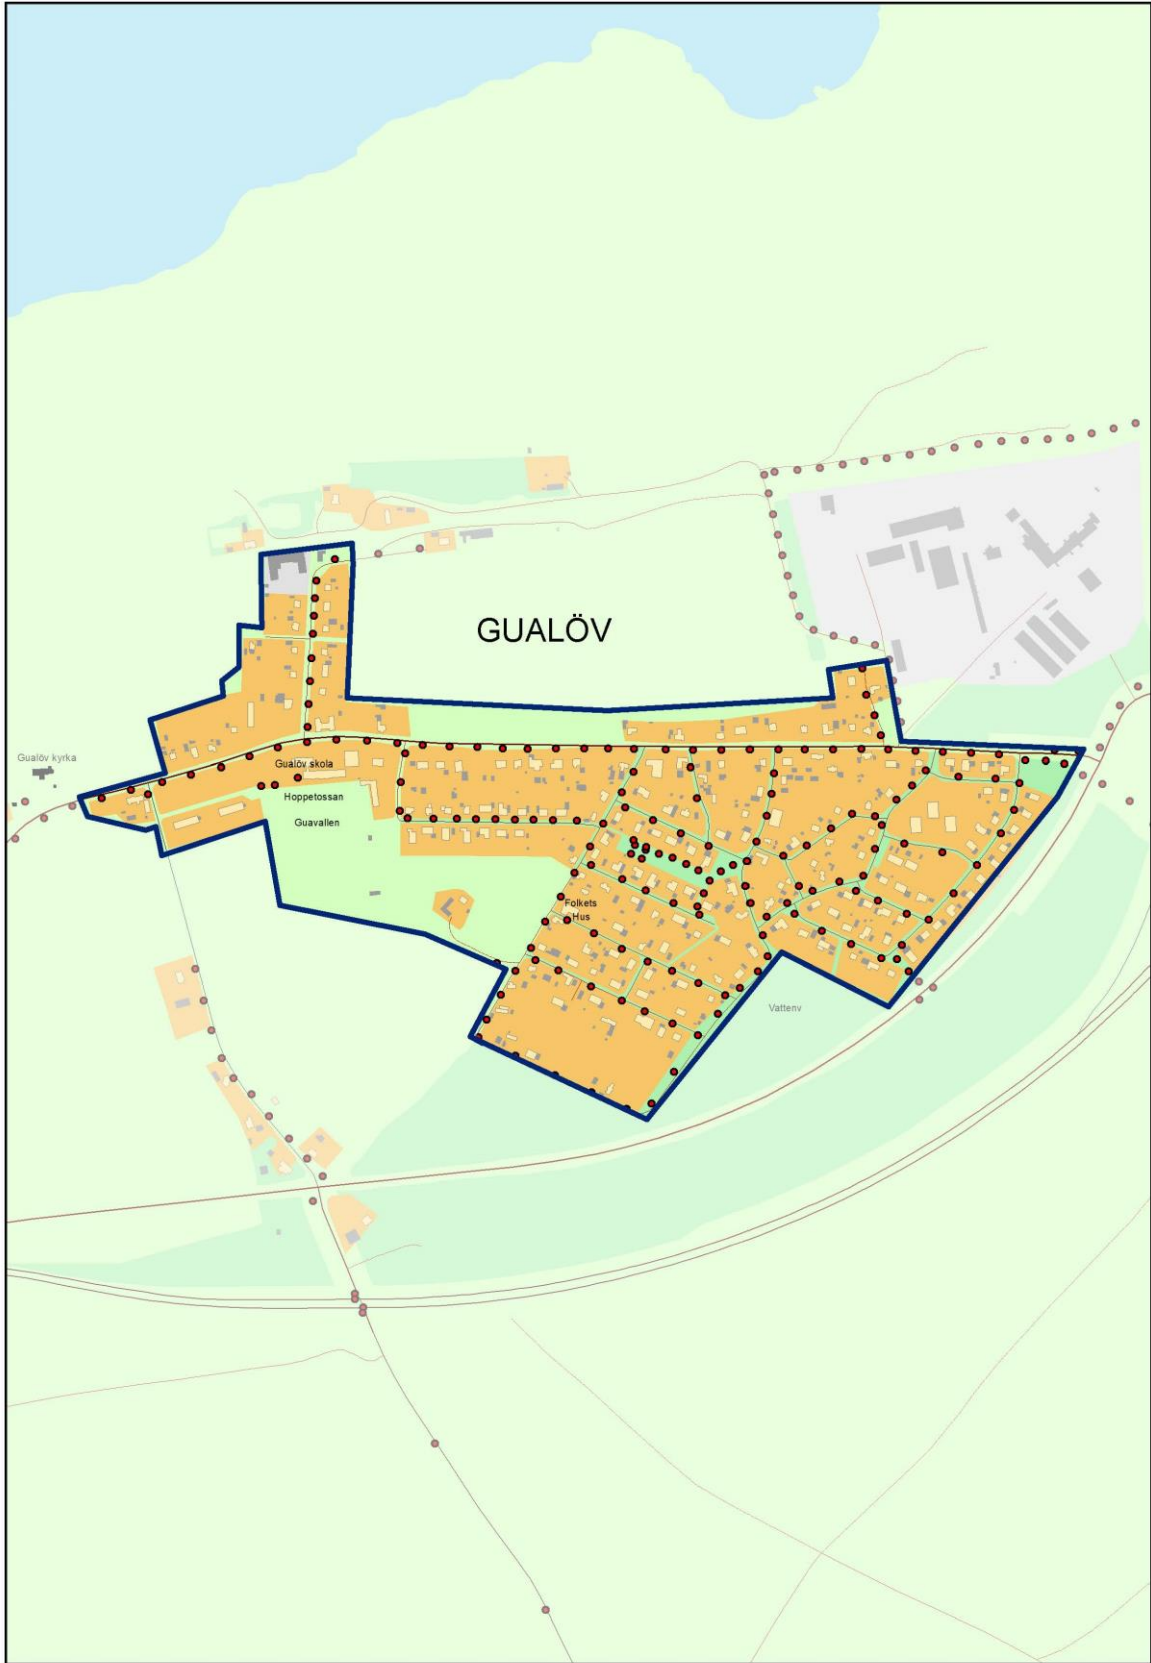 GUALÖV
Gualöv kyrka
Gualöv skola
Hoppetossan
Guavallen
Folkets
Hus
Vattenv